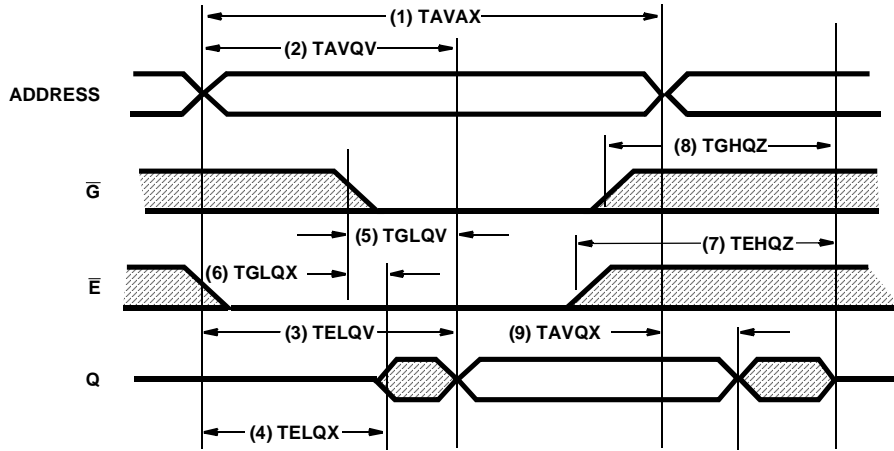 (1) TAVAX
(2) TAVQV
ADDRESS
(8) TGHQZ
G̅
(5) TGLQV
(7) TEHQZ
(6) TGLQX
E̅
(3) TELQV
(9) TAVQX
Q
(4) TELQX